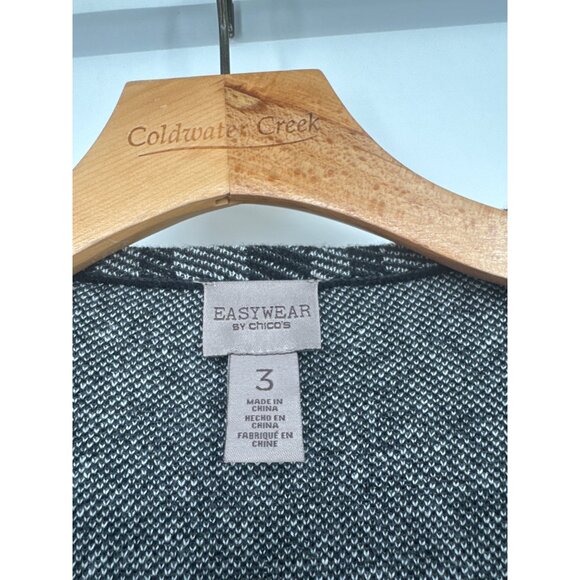 Coldwater Creek
EASYWEAR
BY CHICO'S
3
MADE IN
CHINA
HECHO EN
CHINA
FABRIQUÉ EN
CHINE